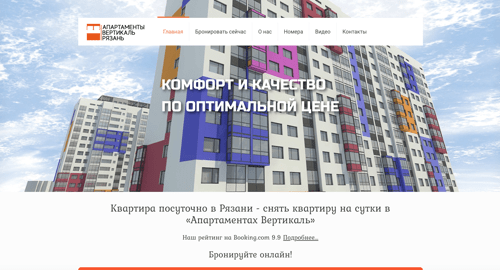 АПАРТАМЕНТЫ
ВЕРТИКАЛЬ
РЯЗАНЬ
Главная Бронировать сейчас О нас Номера Видео Контакты
КОМФОРТ И КАЧЕСТВО
ПО ОПТИМАЛЬНОЙ ЦЕНЕ
Квартира посуточно в Рязани - снять квартиру на сутки в
«Апартаментах Вертикаль»
Наш рейтинг на Booking.com 9.9 Подробнее...
Бронируйте онлайн!